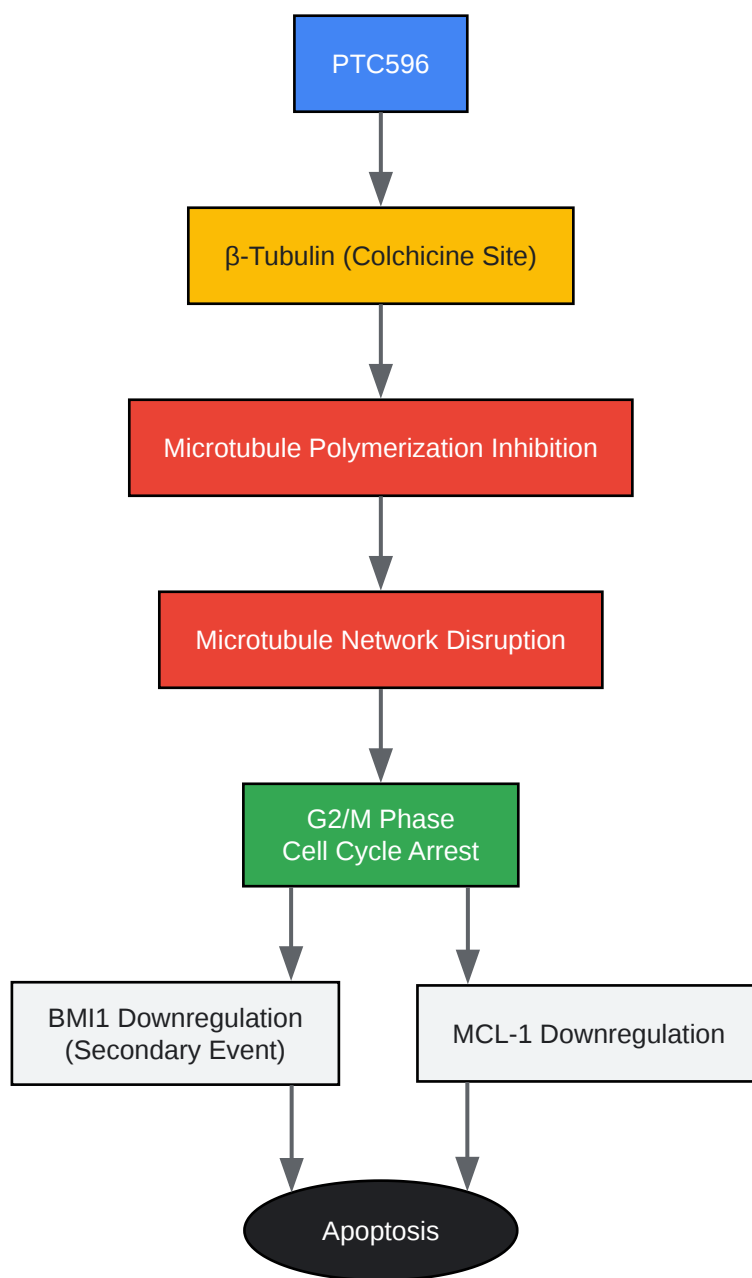 PTC596
β-Tubulin (Colchicine Site)
Microtubule Polymerization Inhibition
Microtubule Network Disruption
G2/M Phase
Cell Cycle Arrest
BMI1 Downregulation
(Secondary Event)
MCL-1 Downregulation
Apoptosis